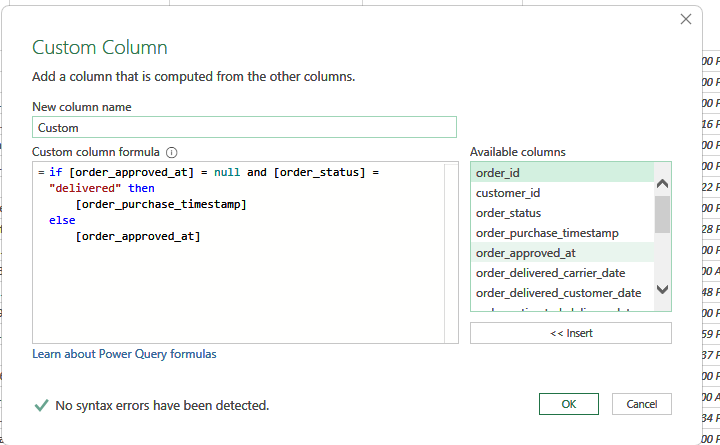 Custom Column
Add a column that is computed from the other columns.
New column name
Custom
Custom column formula
= if [order_approved_at] = null and [order_status] =
"delivered" then
[order_purchase_timestamp]
else
[order_approved_at]
Available columns
order_id
customer_id
order_status
order_purchase_timestamp
order_approved_at
order_delivered_carrier_date
order_delivered_customer_date
<< Insert
Learn about Power Query formulas
No syntax errors have been detected.
OK
Cancel